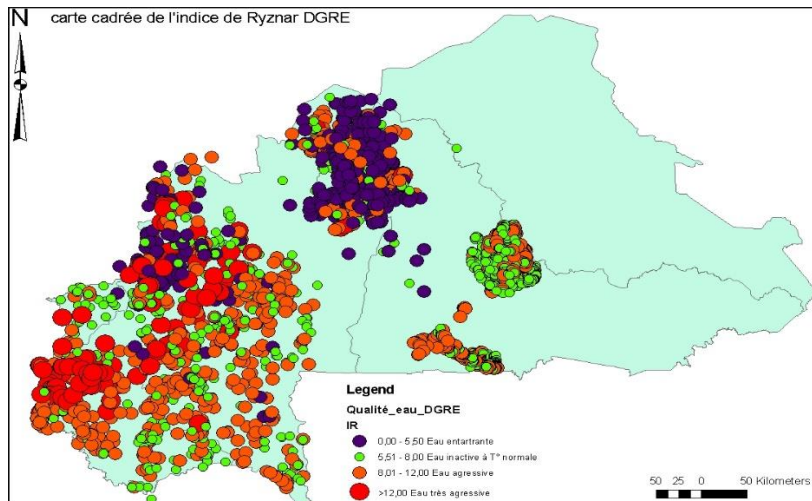 N
carte cadrée de l'indice de Ryznar DGRE
Legend
Qualité_eau_DGRE
IR
0,00 - 5,50 Eau entartrante
5,51 - 8,00 Eau inactive à T° normale
8,01 - 12,00 Eau agressive
>12,00 Eau très agressive
50 25 0 50 Kilometers